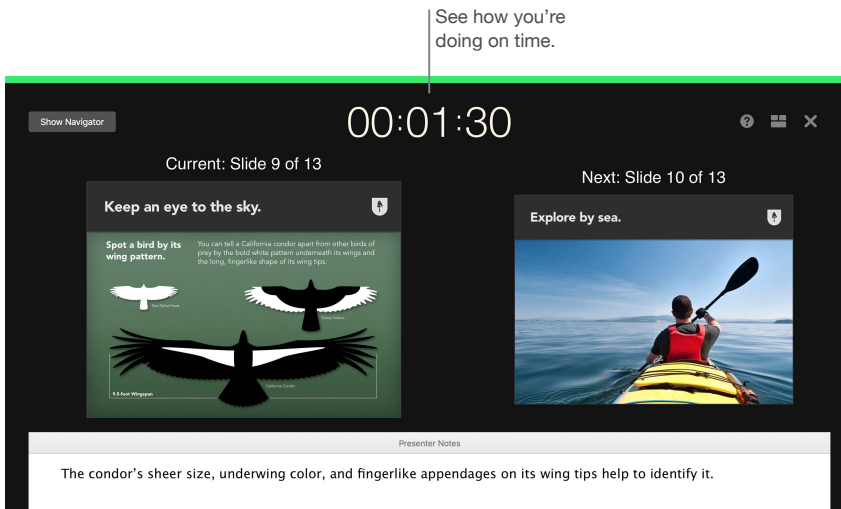 See how you're
doing on time.
Show Navigator
00:01:30
?
Current: Slide 9 of 13
Next: Slide 10 of 13
Keep an eye to the sky.
Explore by sea.
Spot a bird by its
wing pattern.
You can tell a California condor apart from other birds of
prey by the bold white pattern underneath its wings and
the long, fingerlike shape of its wing tips.
Turkey Vulture
California Condor
9.5-foot Wingspan
Presenter Notes
The condor's sheer size, underwing color, and fingerlike appendages on its wing tips help to identify it.